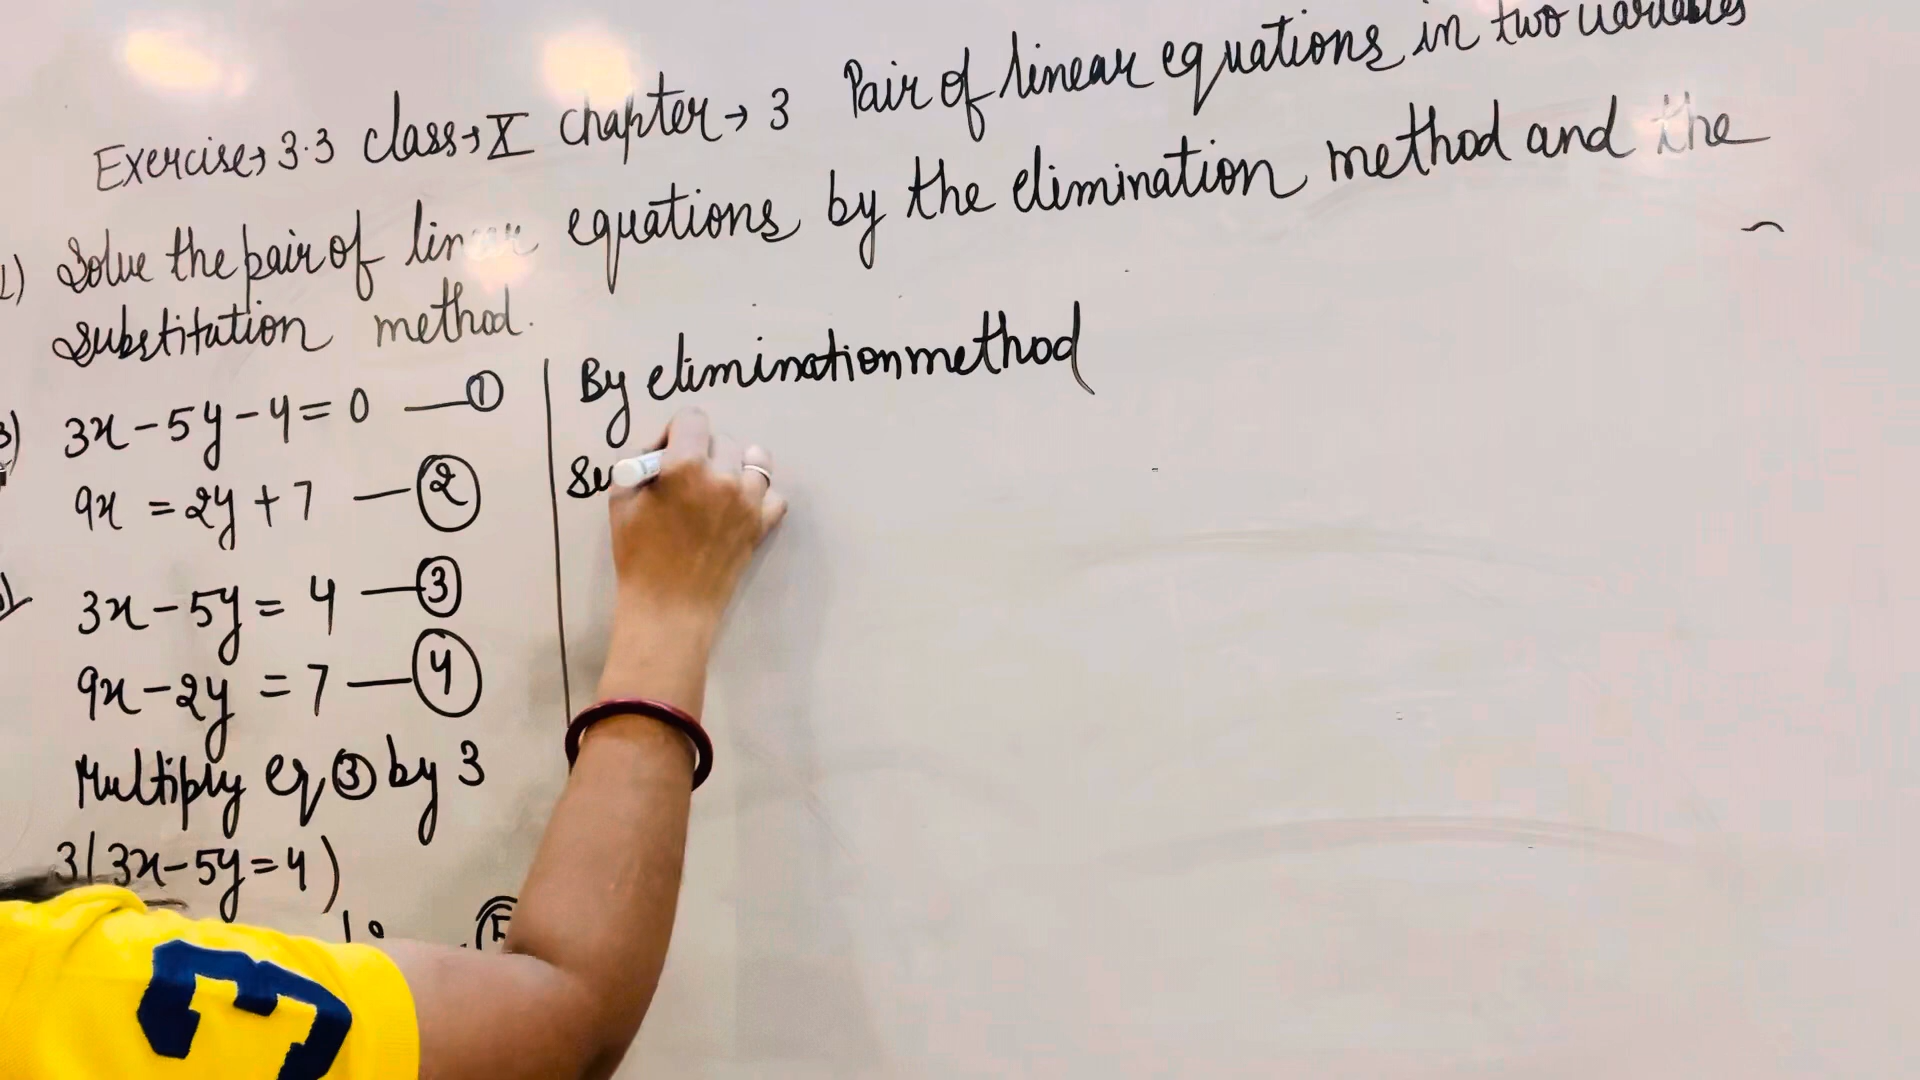 Exercise→ 3.3 class→ X chapter→ 3 Pair of linear equations in two variables
Solve the pair of linear equations by the elimination method and the
substitution method.
3x-5y-4=0 —①
9x = 2y+7 —②
3x-5y= 4 —③
9x-2y = 7 —④
Multiply eq ③ by 3
3(3x-5y=4)
By elimination method